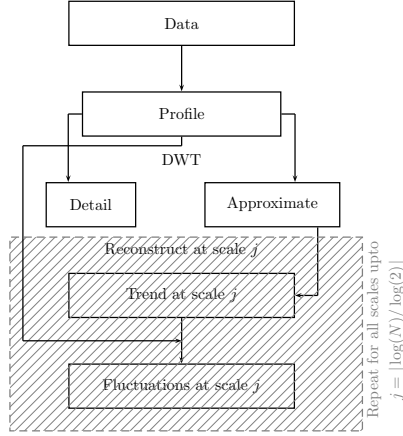 Data
Profile
DWT
Detail
Approximate
Reconstruct at scale j
Trend at scale j
Fluctuations at scale j
Repeat for all scales upto
j = |log(N)/ log(2)|